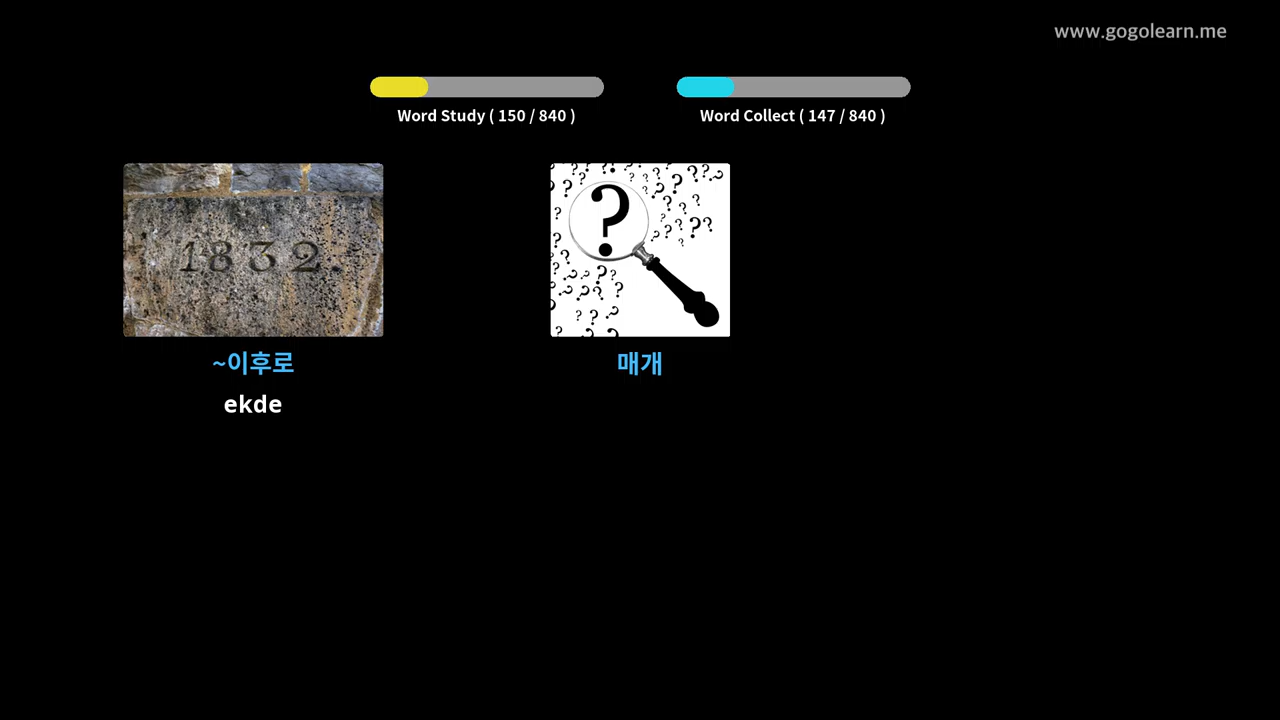 www.gogolearn.me
Word Study ( 150 / 840 )
Word Collect ( 147 / 840 )
1832
~이후로
매개
ekde